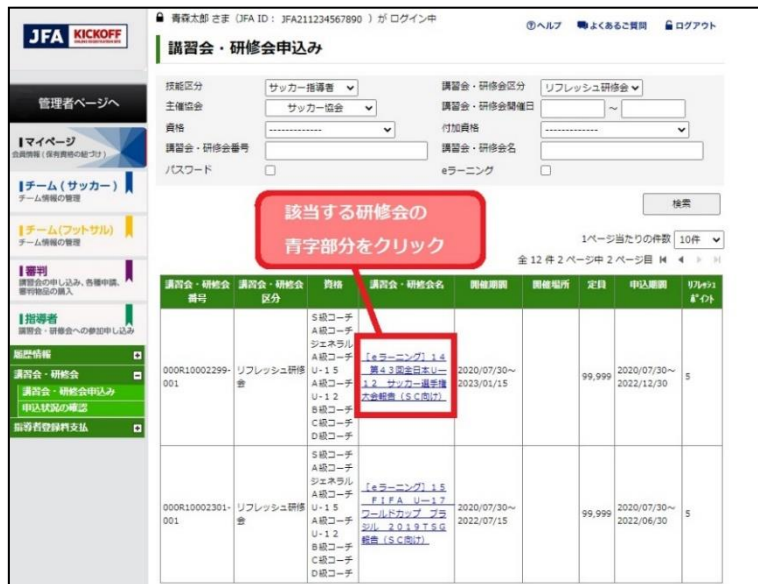 JFA KICKOFF
青森太郎 さま（JFA ID： JFA211234567890 ）が ログイン中
ヘルプ
よくあるご質問
ログアウト
講習会・研修会申込み
管理者ページへ
マイページ
会員情報（保有資格の紐づけ）
チーム（サッカー）
チーム情報の管理
チーム(フットサル)
チーム情報の管理
審判
講習会の申し込み、各種申請、
審判物品の購入
指導者
講習会・研修会への参加申し込み
履歴情報
講習会・研修会
講習会・研修会申込み
申込状況の確認
指導者登録料支払
技能区分 サッカー指導者
講習会・研修会区分 リフレッシュ研修会
主催協会 サッカー協会
講習会・研修会開催日 ～
資格 -------------
付加資格 -------------
講習会・研修会番号
講習会・研修会名
パスワード
eラーニング
検索
該当する研修会の
青字部分をクリック
1ページ当たりの件数 10件
全 12 件 2 ページ中 2 ページ目
講習会・研修会番号 講習会・研修会区分 資格 講習会・研修会名 開催期間 開催場所 定員 申込期間 リフレッシュポイント
000R10002299-001
リフレッシュ研修会
S級コーチ
A級コーチ
ジェネラル
A級コーチ
U-15
A級コーチ
U-12
B級コーチ
C級コーチ
D級コーチ
［eラーニング］14
第43回全日本U－
12 サッカー選手権
大会報告（SC向け）
2020/07/30～
2023/01/15
99,999
2020/07/30～
2022/12/30
5
000R10002301-001
リフレッシュ研修会
S級コーチ
A級コーチ
ジェネラル
A級コーチ
U-15
A級コーチ
U-12
B級コーチ
C級コーチ
D級コーチ
［eラーニング］15
FIFA U－17
ワールドカップ ブラ
ジル 2019TSG
報告（SC向け）
2020/07/30～
2022/07/15
99,999
2020/07/30～
2022/06/30
5